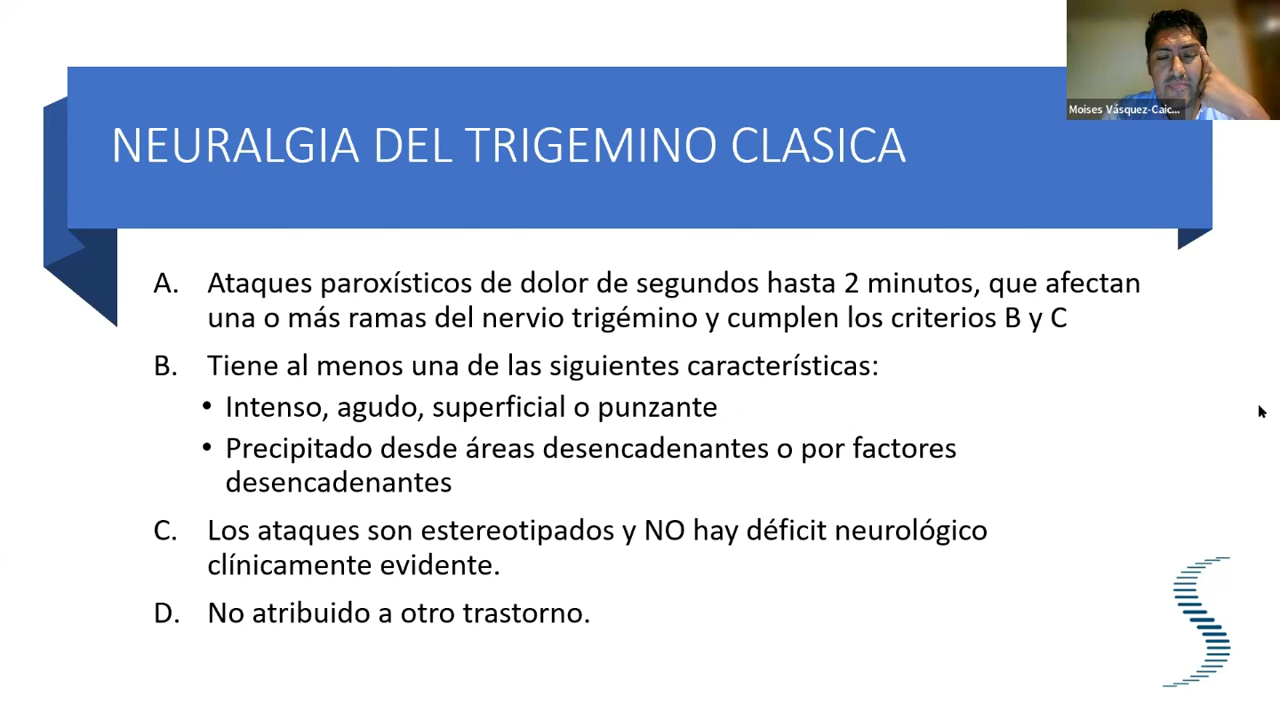 Moises Vásquez-Caic...
NEURALGIA DEL TRIGEMINO CLASICA
A. Ataques paroxísticos de dolor de segundos hasta 2 minutos, que afectan
una o más ramas del nervio trigémino y cumplen los criterios B y C
B. Tiene al menos una de las siguientes características:
• Intenso, agudo, superficial o punzante
• Precipitado desde áreas desencadenantes o por factores
desencadenantes
C. Los ataques son estereotipados y NO hay déficit neurológico
clínicamente evidente.
D. No atribuido a otro trastorno.